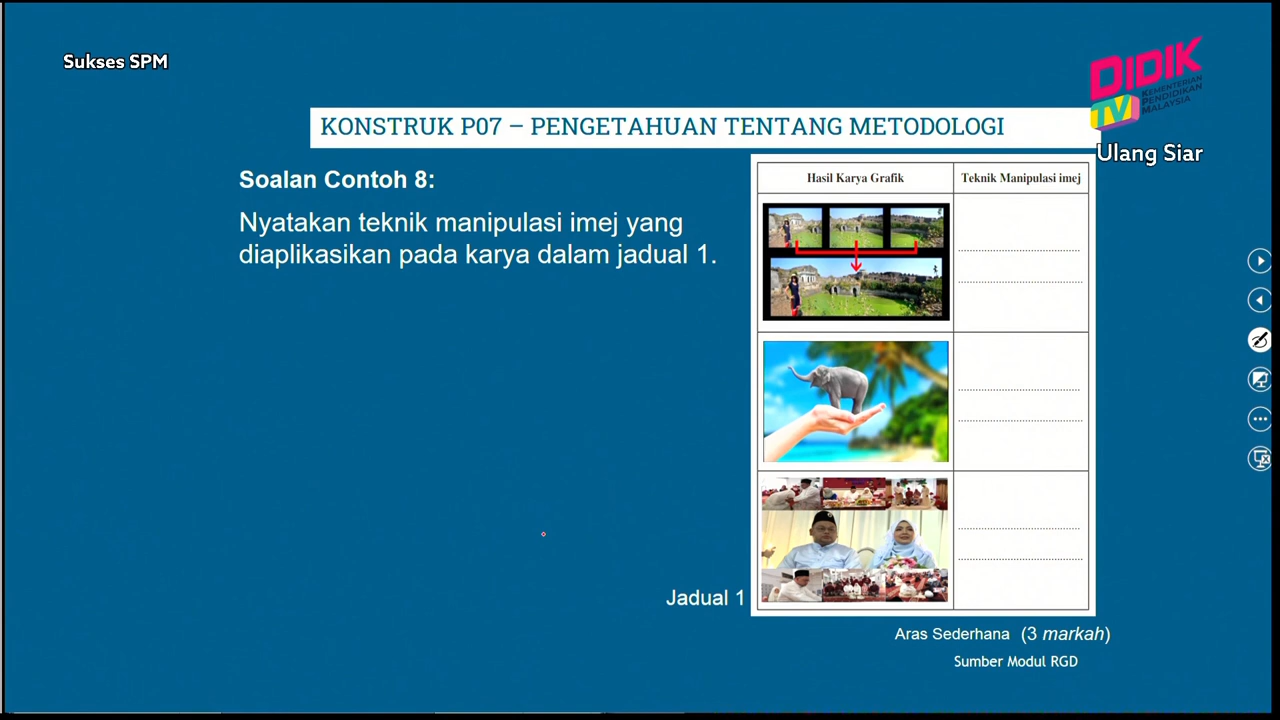 Sukses SPM
DIDIK
TV
KEMENTERIAN
PENDIDIKAN
MALAYSIA
Ulang Siar
KONSTRUK P07 – PENGETAHUAN TENTANG METODOLOGI
Soalan Contoh 8:
Nyatakan teknik manipulasi imej yang
diaplikasikan pada karya dalam jadual 1.
Hasil Karya Grafik
Teknik Manipulasi imej
Jadual 1
Aras Sederhana (3 markah)
Sumber Modul RGD